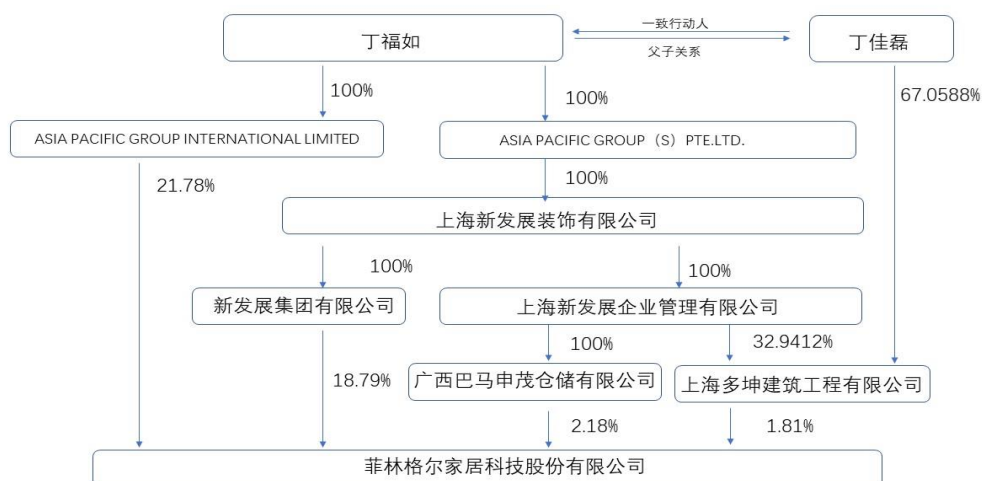 一致行动人
丁福如
丁佳磊
父子关系
100%
100%
67.0588%
ASIA PACIFIC GROUP INTERNATIONAL LIMITED
ASIA PACIFIC GROUP（S）PTE.LTD.
21.78%
100%
上海新发展装饰有限公司
100%
100%
新发展集团有限公司
上海新发展企业管理有限公司
100%
32.9412%
18.79%
广西巴马申茂仓储有限公司
上海多坤建筑工程有限公司
2.18%
1.81%
菲林格尔家居科技股份有限公司